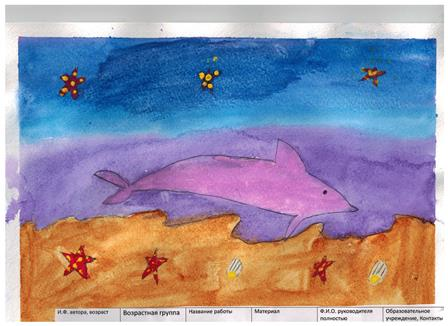 И.Ф. автора, возраст Возрастная группа Название работы Материал Ф.И.О. руководителя Образовательное
полностью учреждение, Контакты